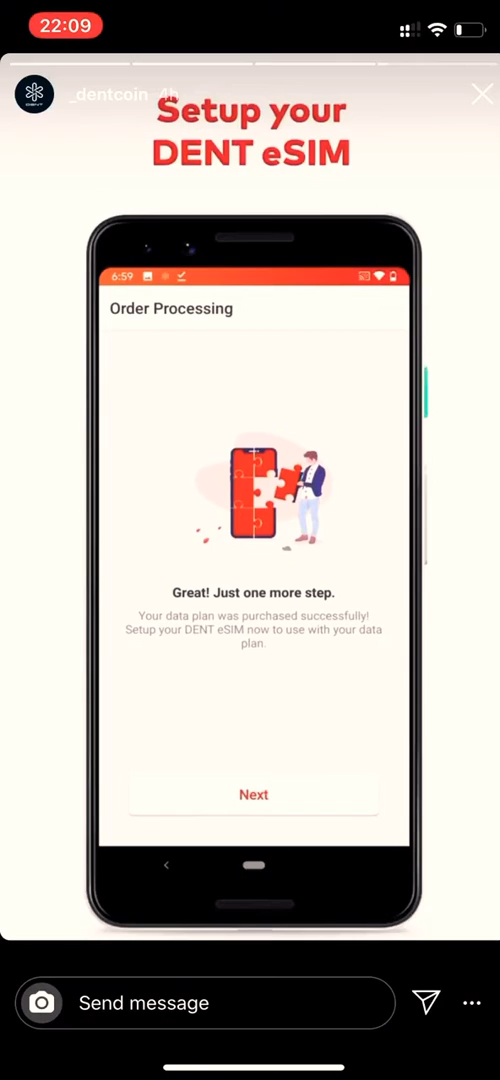 22:09
DENT
_dentcoin 4h
Setup your
DENT eSIM
6:59
Order Processing
Great! Just one more step.
Your data plan was purchased successfully!
Setup your DENT eSIM now to use with your data
plan.
Next
Send message